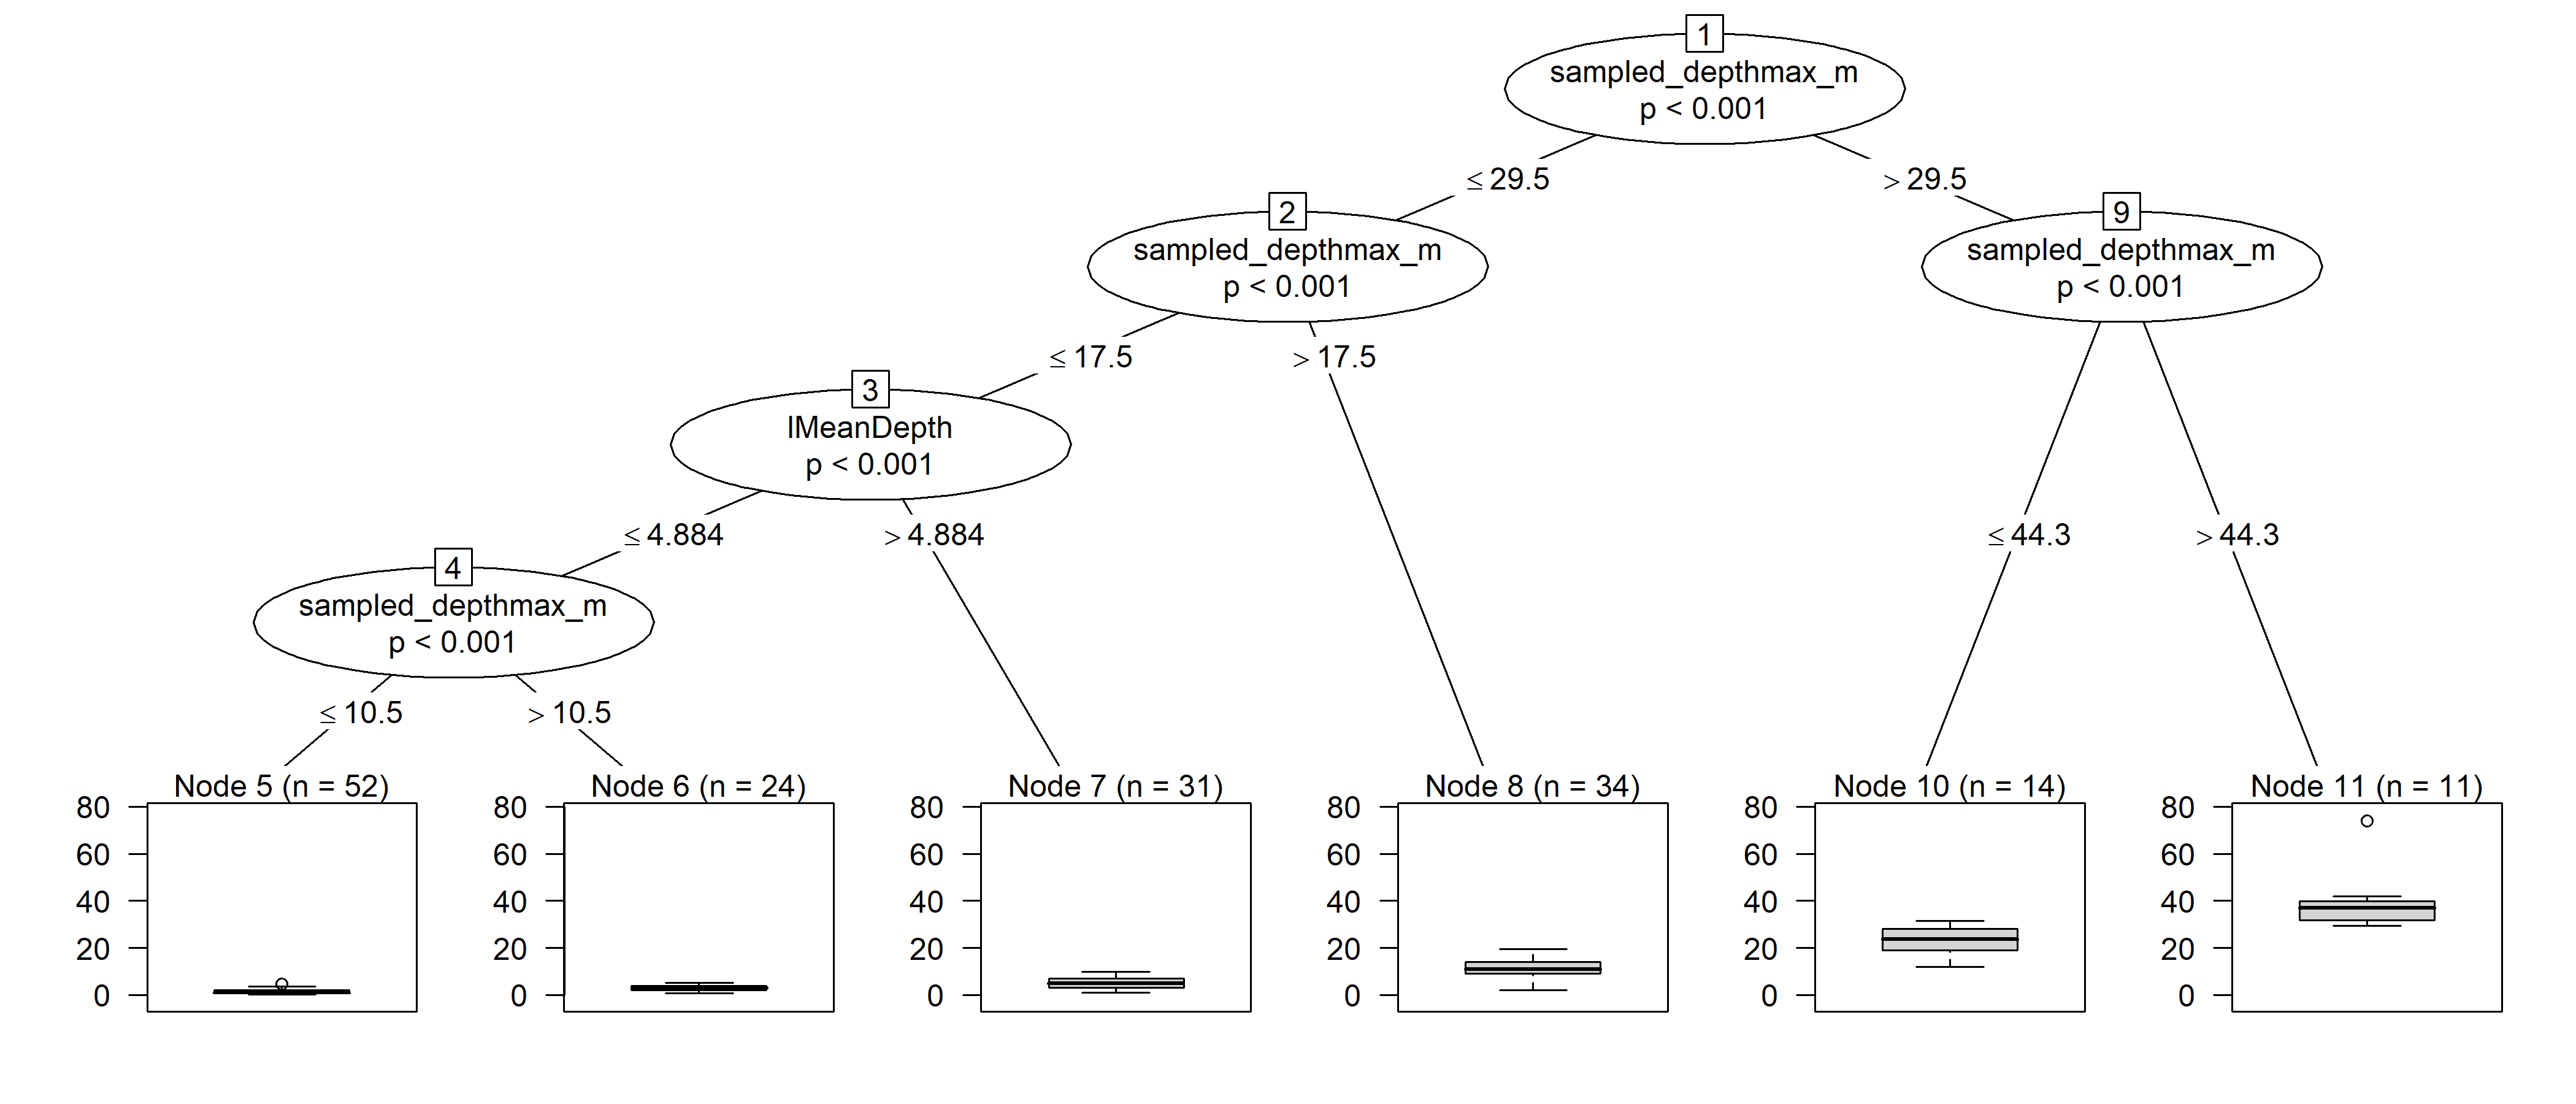 1
sampled_depthmax_m
p < 0.001
≤ 29.5
> 29.5
2
sampled_depthmax_m
p < 0.001
9
sampled_depthmax_m
p < 0.001
≤ 17.5
> 17.5
3
lMeanDepth
p < 0.001
≤ 4.884
> 4.884
≤ 44.3
> 44.3
4
sampled_depthmax_m
p < 0.001
≤ 10.5
> 10.5
Node 5 (n = 52)
80
60
40
20
0
Node 6 (n = 24)
80
60
40
20
0
Node 7 (n = 31)
80
60
40
20
0
Node 8 (n = 34)
80
60
40
20
0
Node 10 (n = 14)
80
60
40
20
0
Node 11 (n = 11)
80
60
40
20
0